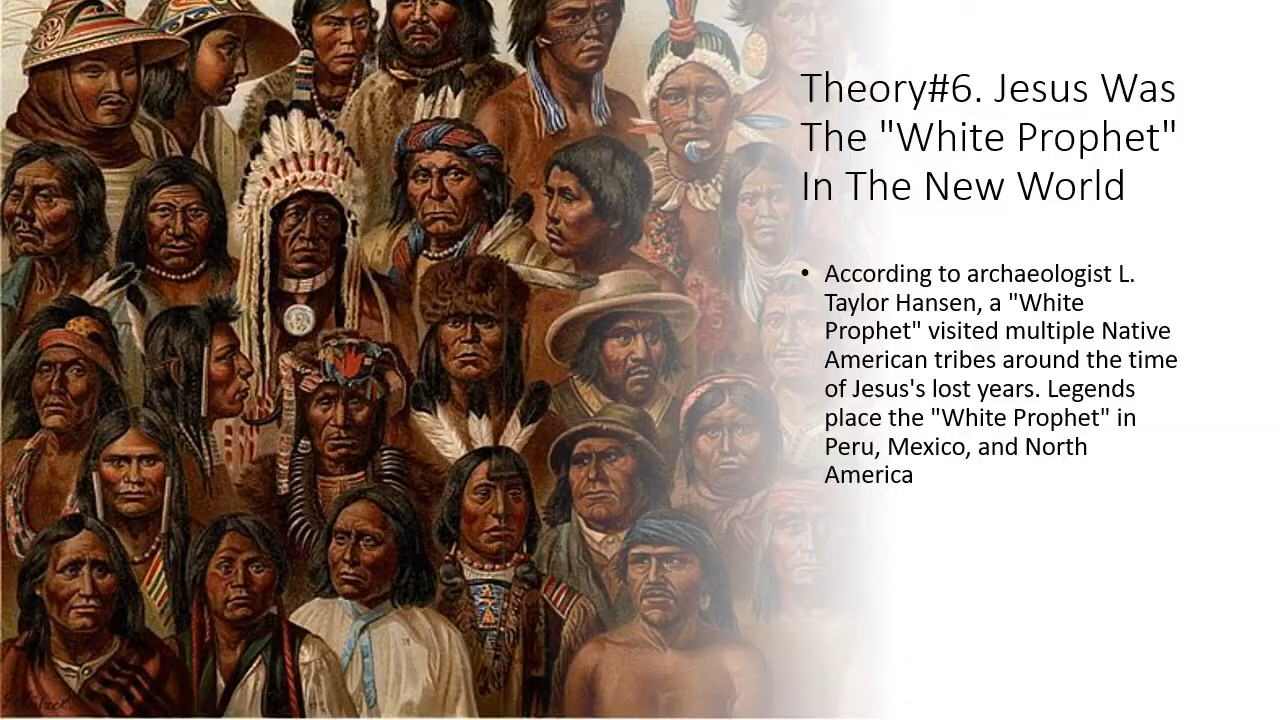 Theory#6. Jesus Was
The "White Prophet"
In The New World
• According to archaeologist L.
Taylor Hansen, a "White
Prophet" visited multiple Native
American tribes around the time
of Jesus's lost years. Legends
place the "White Prophet" in
Peru, Mexico, and North
America